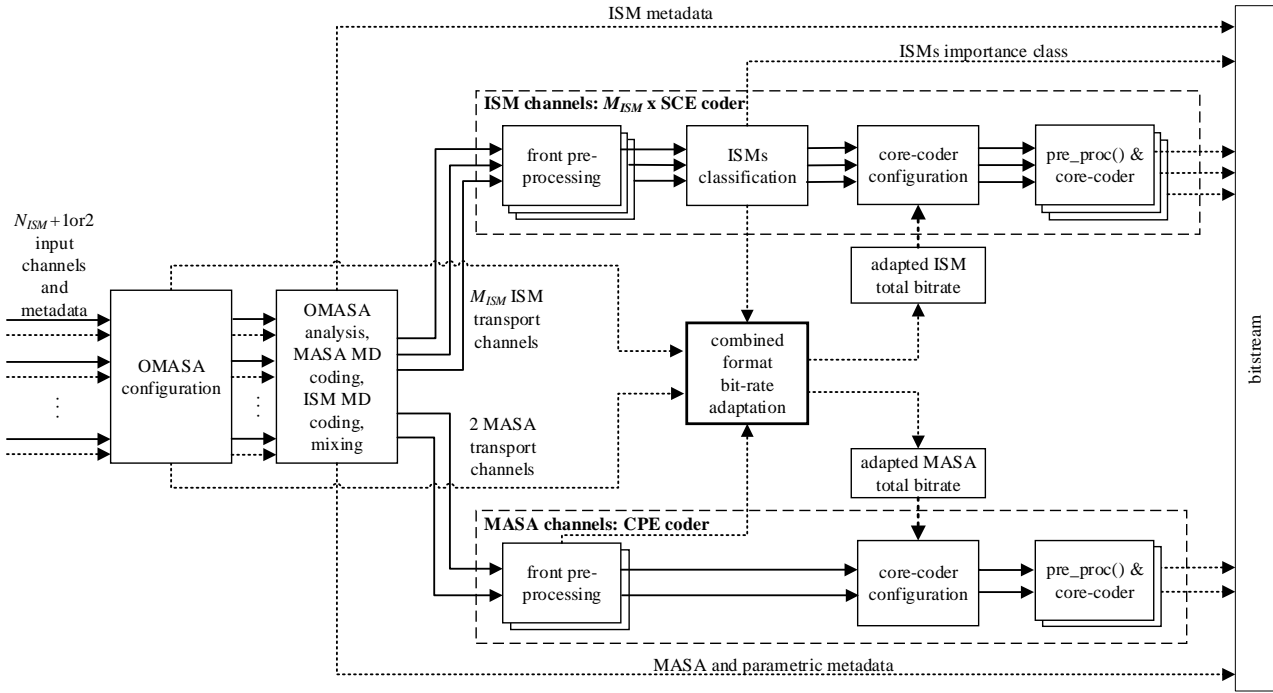 ISM metadata
ISMs importance class
ISM channels: M_ISM x SCE coder
front pre-
processing
ISMs
classification
core-coder
configuration
pre_proc() &
core-coder
N_ISM+1or2
input
channels
and
metadata
OMASA
configuration
OMASA
analysis,
MASA MD
coding,
ISM MD
coding,
mixing
M_ISM ISM
transport
channels
2 MASA
transport
channels
combined
format
bit-rate
adaptation
adapted ISM
total bitrate
adapted MASA
total bitrate
bitstream
MASA channels: CPE coder
front pre-
processing
core-coder
configuration
pre_proc() &
core-coder
MASA and parametric metadata